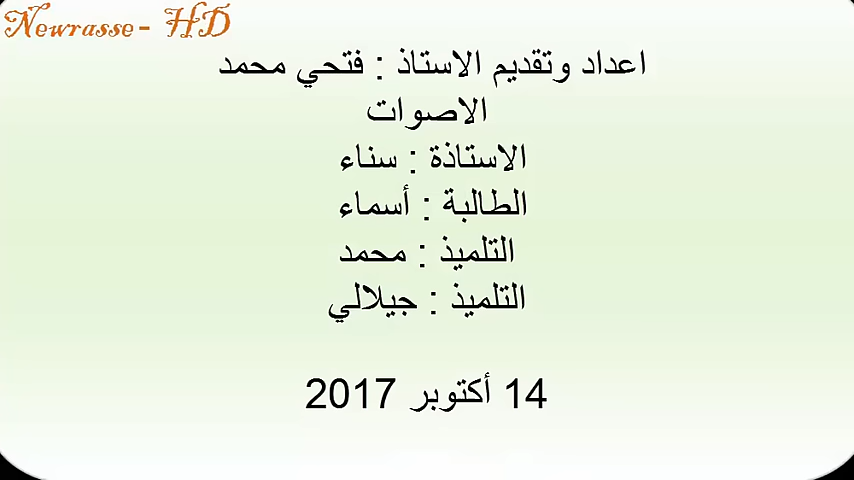 Newrasse - HD
اعداد وتقديم الاستاذ : فتحي محمد
الاصوات
الاستاذة : سناء
الطالبة : أسماء
التلميذ : محمد
التلميذ : جيلالي
14 أكتوبر 2017